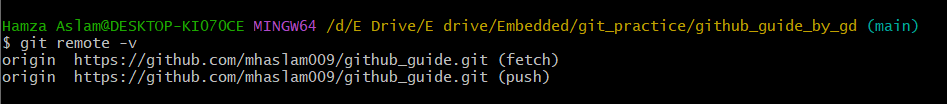 Hamza Aslam@DESKTOP-KIO7OCE MINGW64 /d/E Drive/E drive/Embedded/git_practice/github_guide_by_gd (main)
$ git remote -v
origin  https://github.com/mhaslam009/github_guide.git (fetch)
origin  https://github.com/mhaslam009/github_guide.git (push)